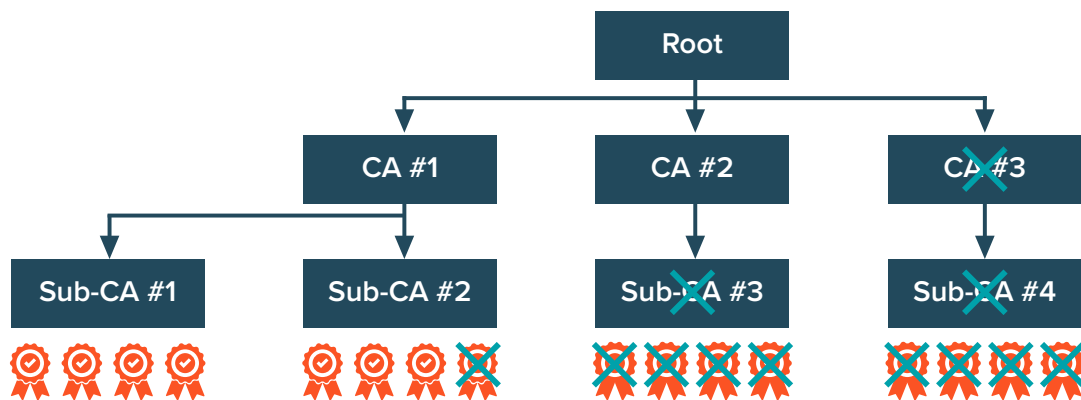 Root
CA #1
CA #2
CA #3
Sub-CA #1
Sub-CA #2
Sub-CA #3
Sub-CA #4